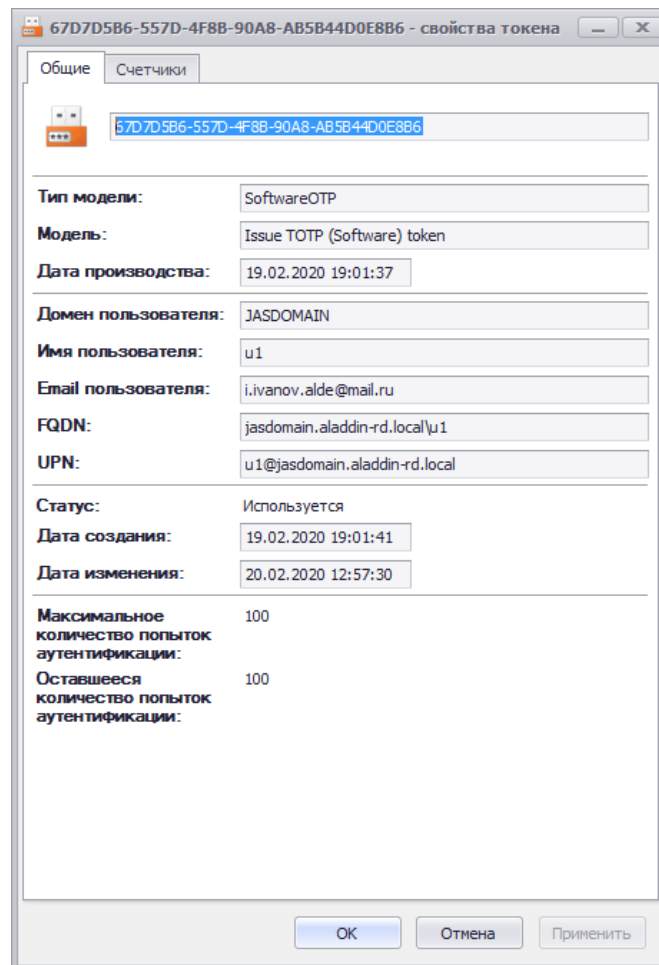 67D7D5B6-557D-4F8B-90A8-AB5B44D0E8B6 - свойства токена
Общие Счетчики
67D7D5B6-557D-4F8B-90A8-AB5B44D0E8B6
Тип модели: SoftwareOTP
Модель: Issue TOTP (Software) token
Дата производства: 19.02.2020 19:01:37
Домен пользователя: JASDOMAIN
Имя пользователя: u1
Email пользователя: i.ivanov.alde@mail.ru
FQDN: jasdomain.aladdin-rd.local\u1
UPN: u1@jasdomain.aladdin-rd.local
Статус: Используется
Дата создания: 19.02.2020 19:01:41
Дата изменения: 20.02.2020 12:57:30
Максимальное 100
количество попыток
аутентификации:
Оставшееся 100
количество попыток
аутентификации:
OK Отмена Применить